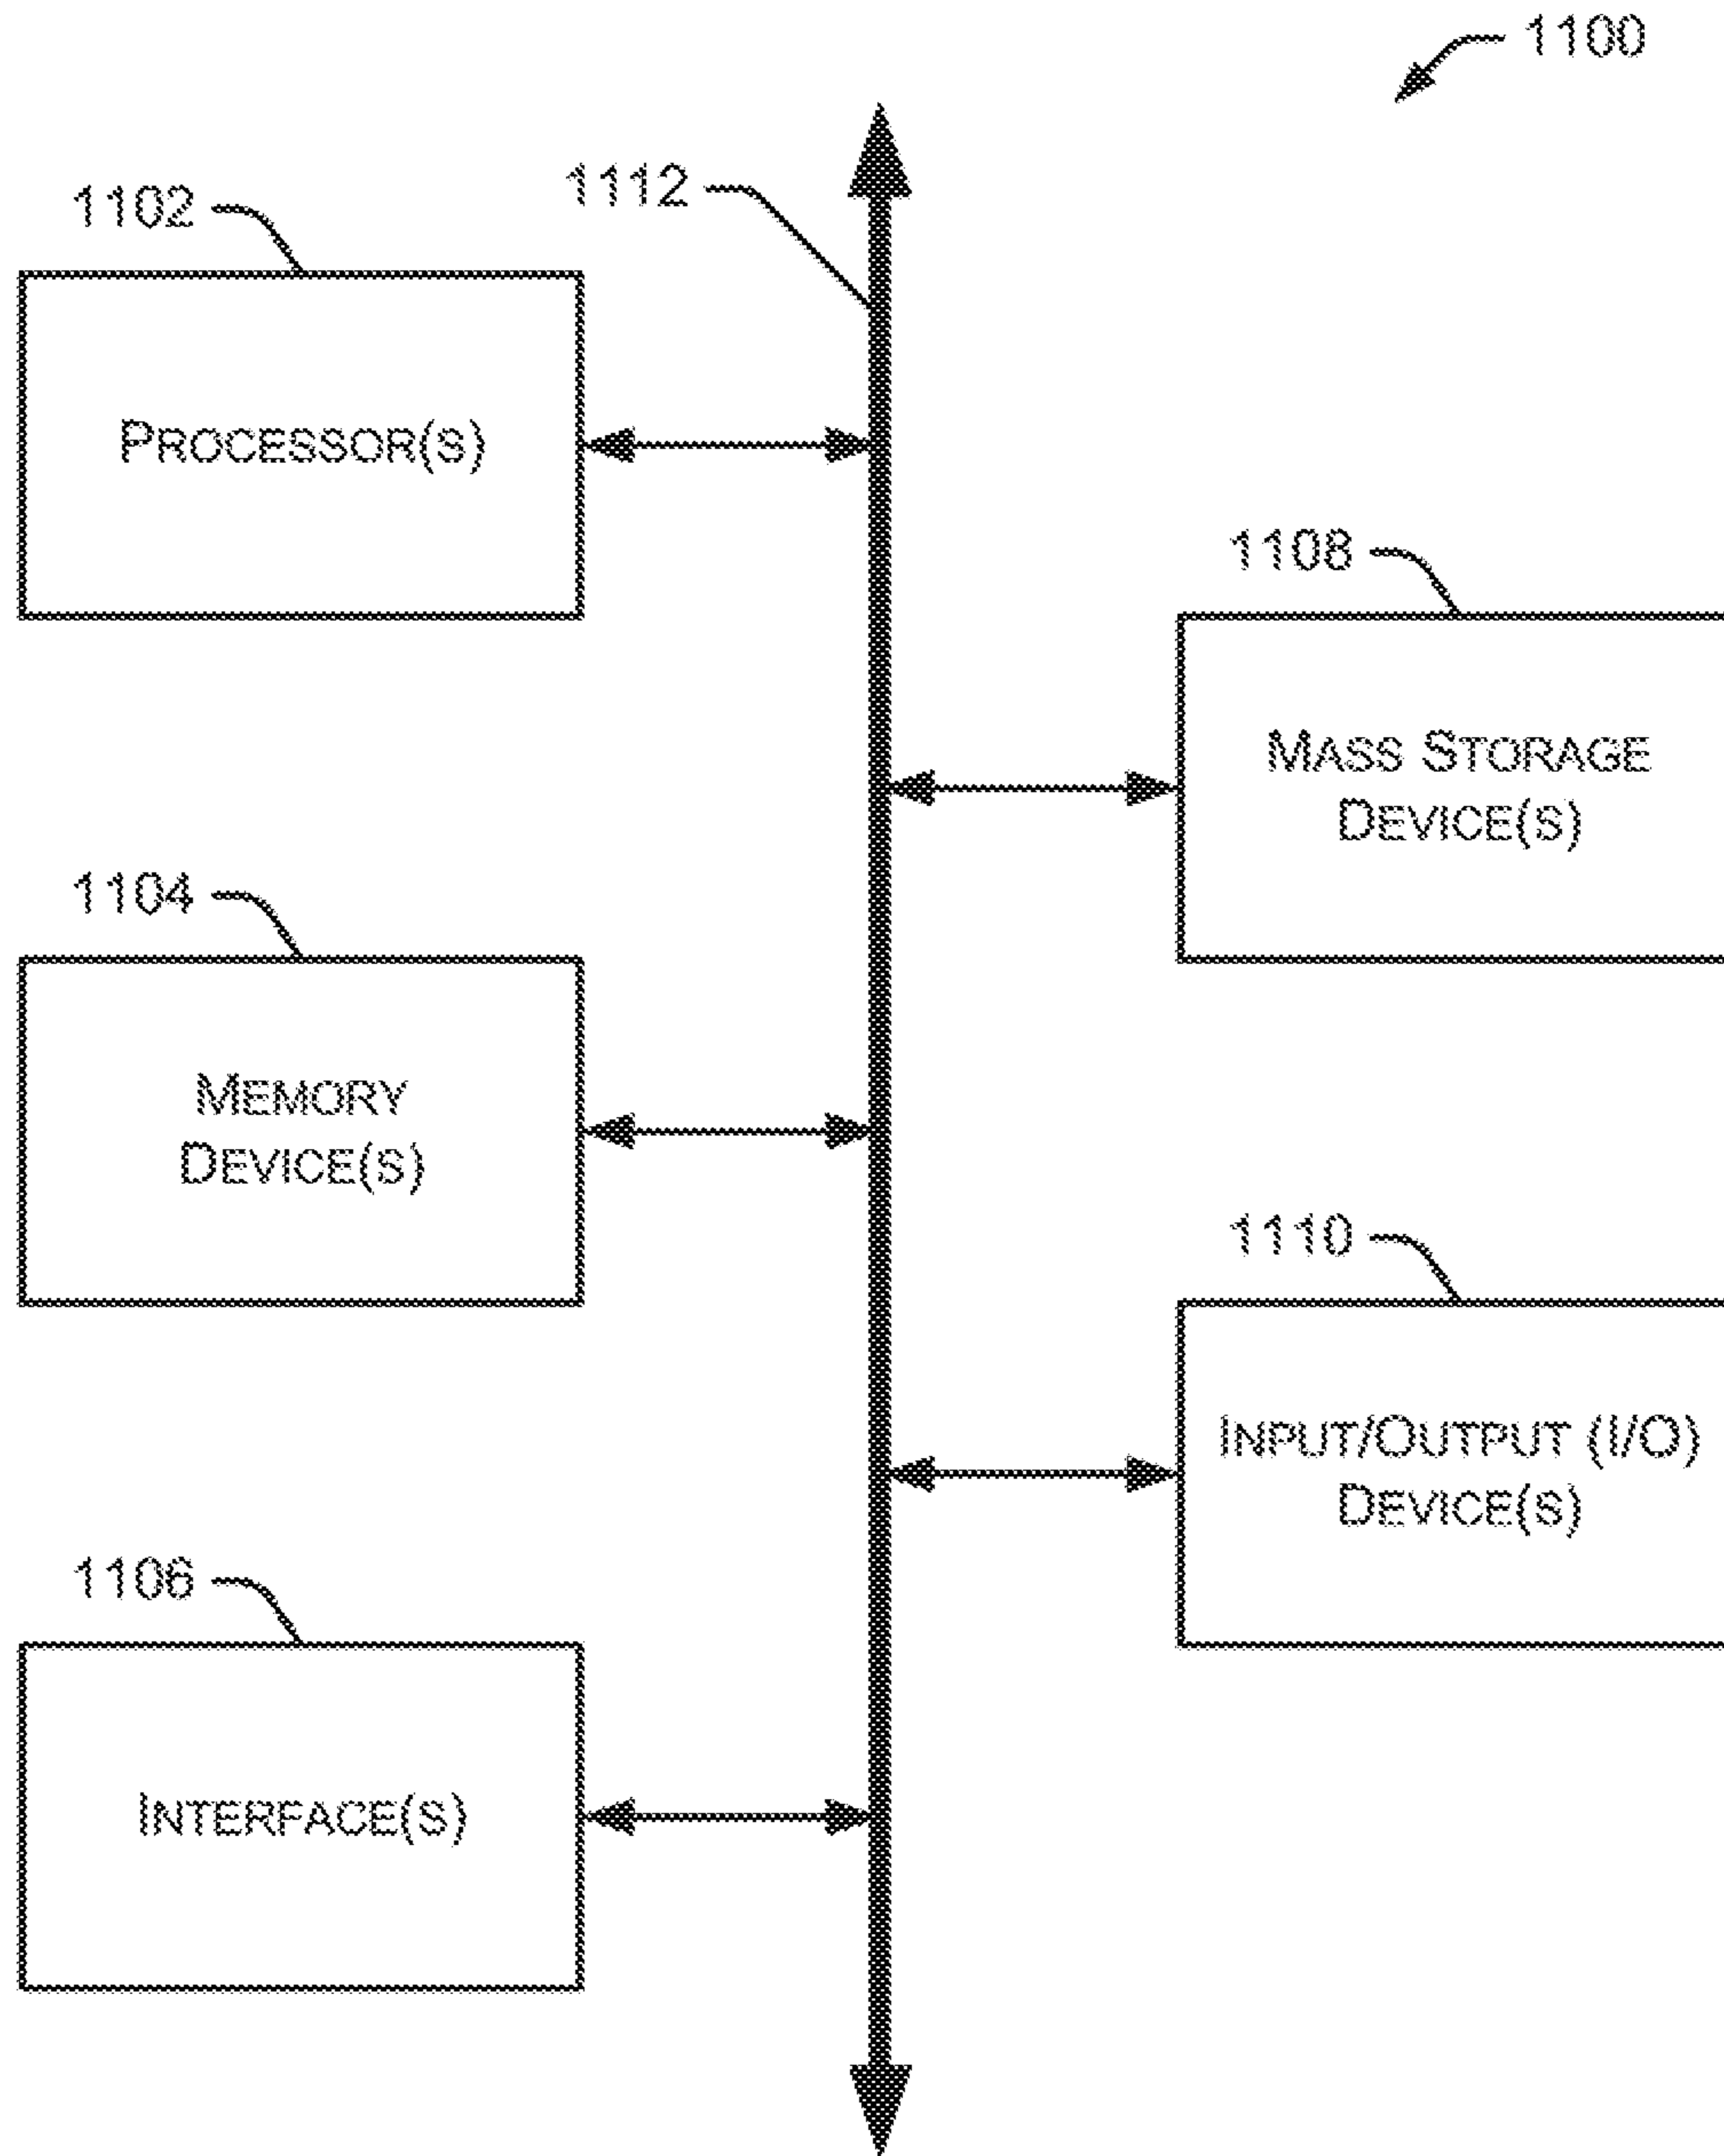 1100
1112
1102
PROCESSOR(S)
1108
MASS STORAGE
DEVICE(S)
1104
MEMORY
DEVICE(S)
1110
INPUT/OUTPUT (I/O)
DEVICE(S)
1106
INTERFACE(S)